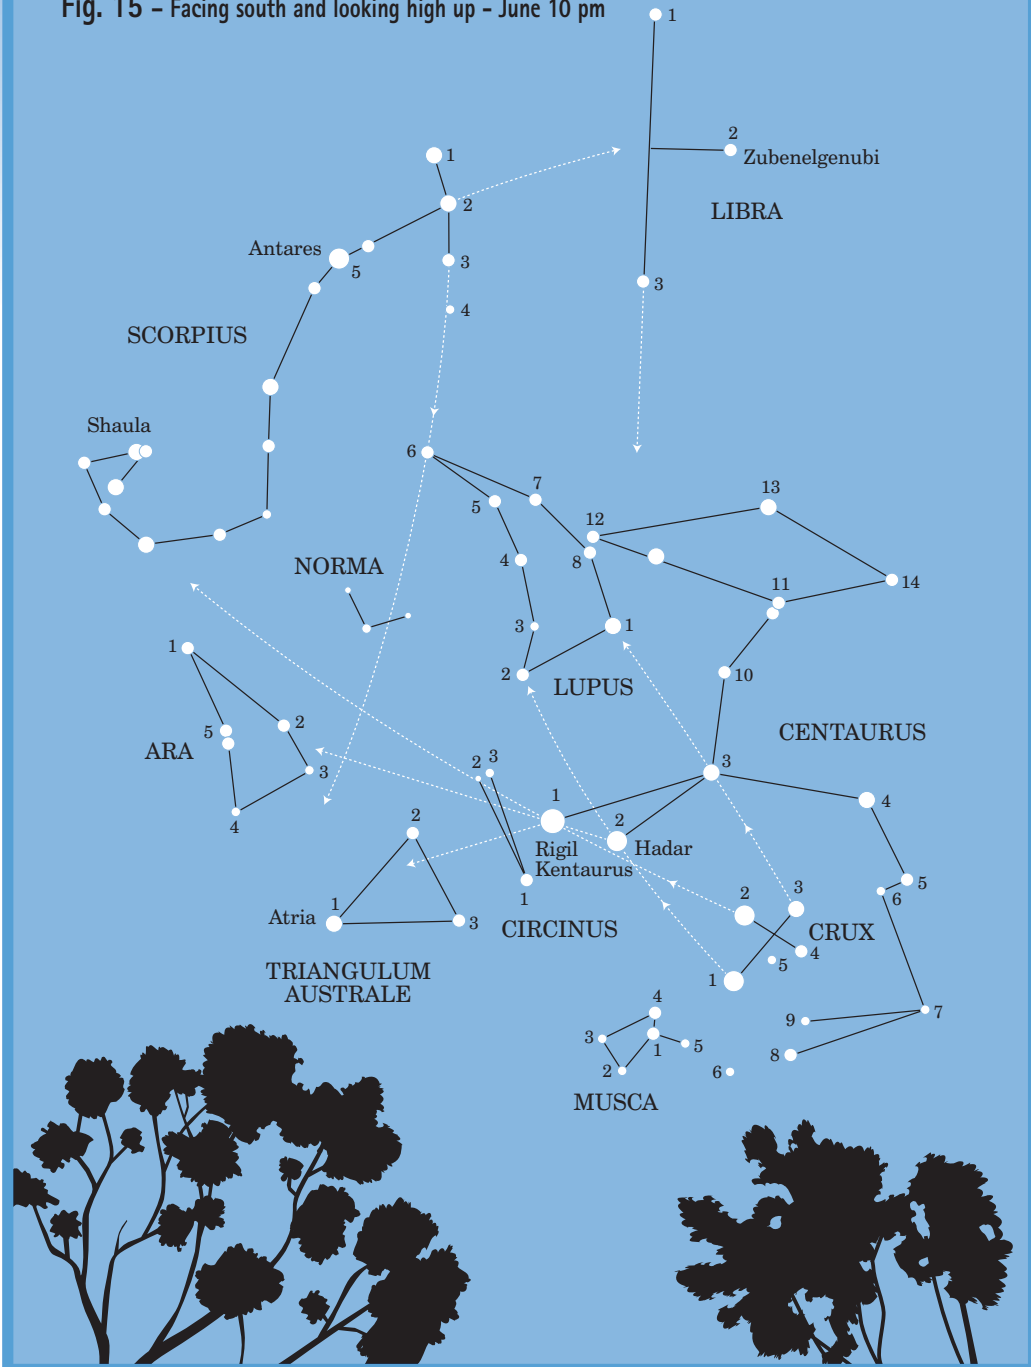 Fig. 15 – Facing south and looking high up - June 10 pm
1
2
Zubenelgenubi
LIBRA
3
1
2
Antares
5
3
4
SCORPIUS
Shaula
6
7
5
12
13
8
4
11
14
NORMA
3
1
2
LUPUS
10
CENTAURUS
1
5
2
ARA
3
4
2 3
1
2
3
4
Rigil
Kentaurus
Hadar
2
1
Atria
3
1
CIRCINUS
5
6
2
3
CRUX
4
5
1
TRIANGULUM
AUSTRALE
4
3
1
5
2
6
MUSCA
9
7
8